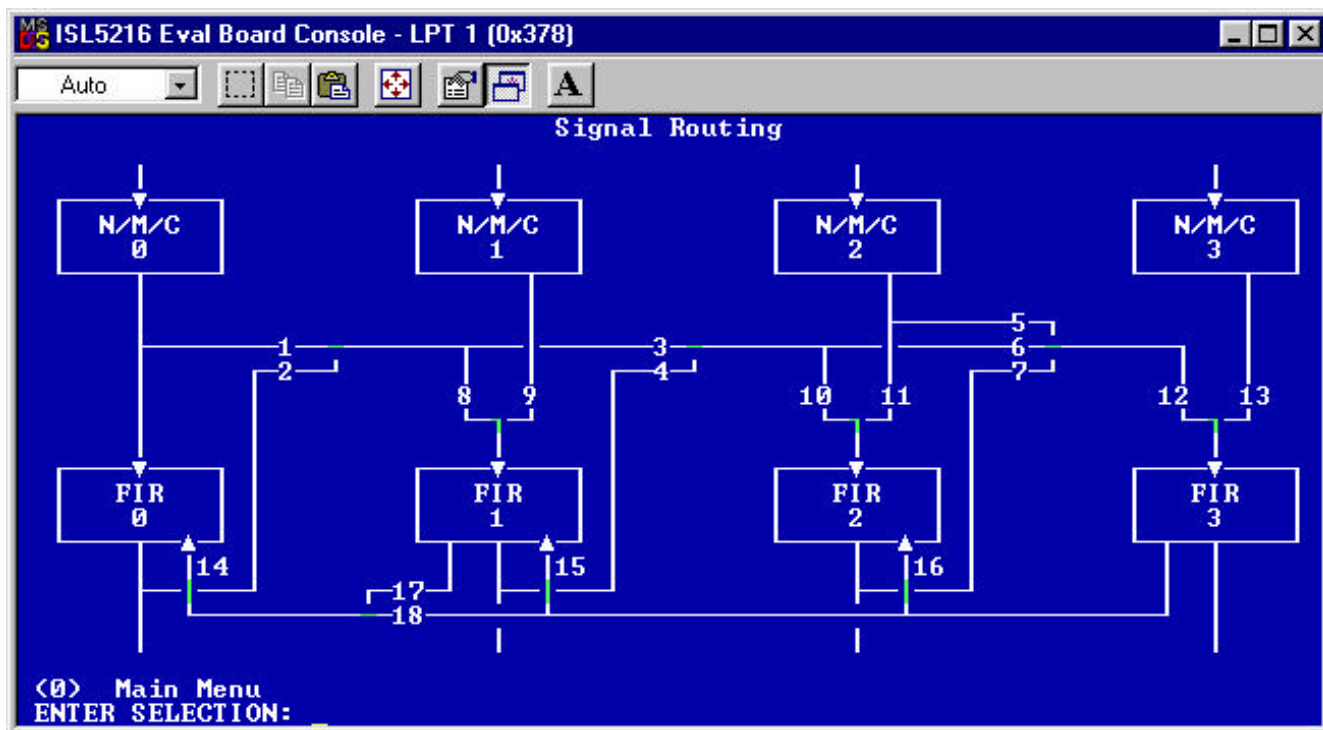 ISL5216 Eval Board Console - LPT 1 (0x378)
Auto
A
Signal Routing
N/M/C N/M/C N/M/C N/M/C
0 1 2 3
5
1 3 6
2 4 7
8 9 10 11 12 13
FIR FIR FIR FIR
0 1 2 3
14 15 16
17
18
(0) Main Menu
ENTER SELECTION: _